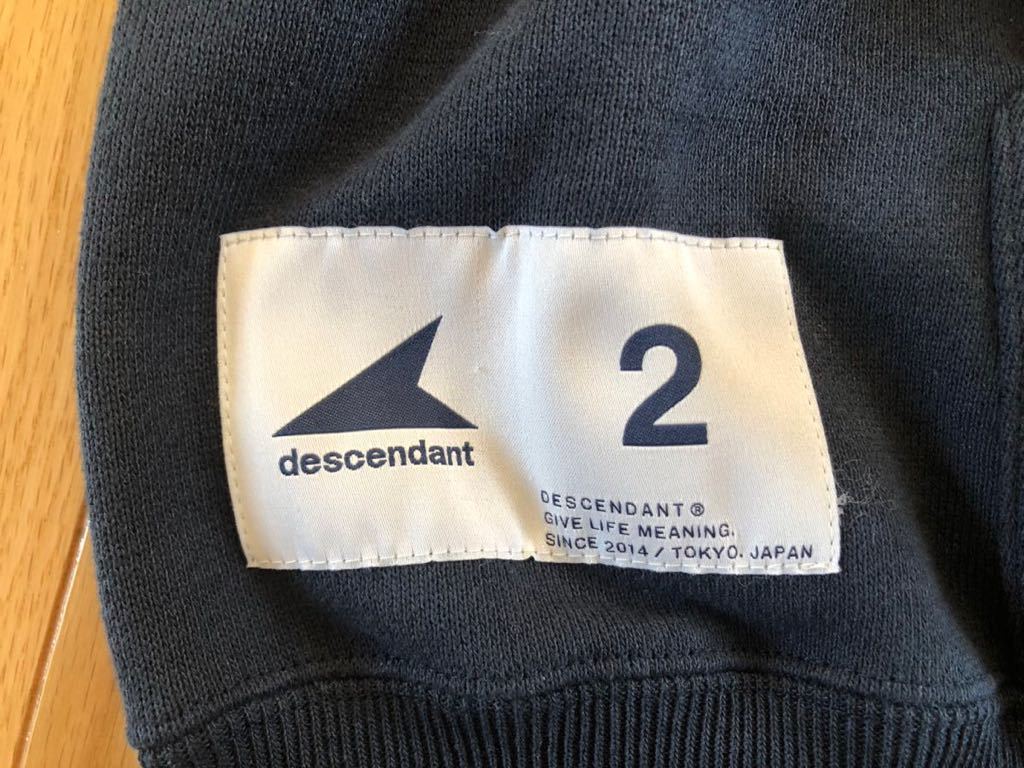 descendant
2
DESCENDANT ®
GIVE LIFE MEANING.
SINCE 2014 / TOKYO. JAPAN